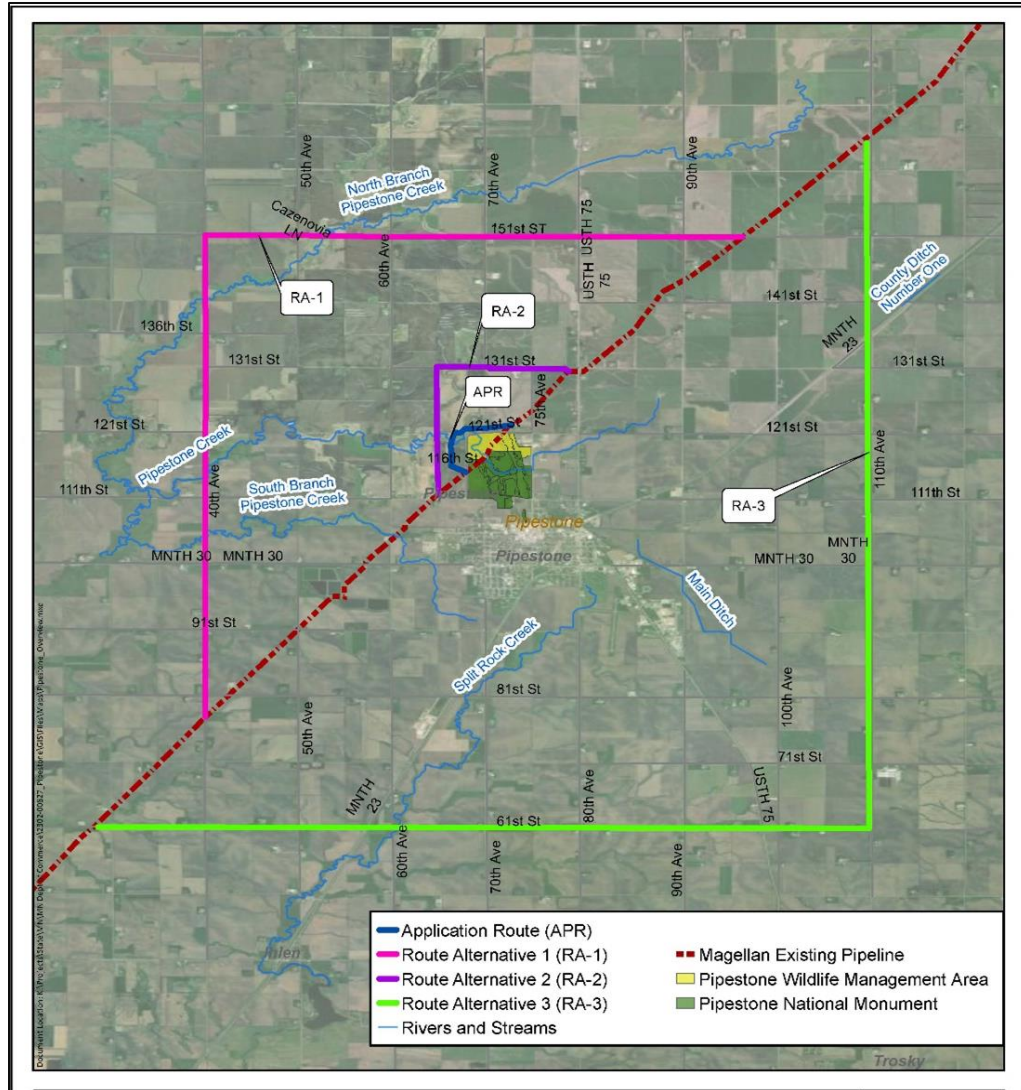 50th Ave
North Branch
Pipestone Creek
70th Ave
90th Ave
Cazenovia
LN
60th Ave
151st ST
USTH 75
USTH
75
RA-1
RA-2
141st St
County Ditch
Number One
136th St
131st St
131st St
MNTH
23
131st St
APR
75th Ave
121st St
121st St
121st St
121st St
116th St
Pipestone Creek
40th Ave
111th St
South Branch
Pipestone Creek
Pipestone
RA-3
110th Ave
111th St
MNTH 30
MNTH 30
Pipestone
MNTH 30
MNTH
30
Main Ditch
91st St
Split Rock Creek
81st St
50th Ave
100th Ave
71st St
MNTH
23
80th Ave
USTH 75
61st St
60th Ave
70th Ave
90th Ave
Ihlen
Application Route (APR)
Route Alternative 1 (RA-1)
Route Alternative 2 (RA-2)
Route Alternative 3 (RA-3)
Rivers and Streams
Magellan Existing Pipeline
Pipestone Wildlife Management Area
Pipestone National Monument
Trosky